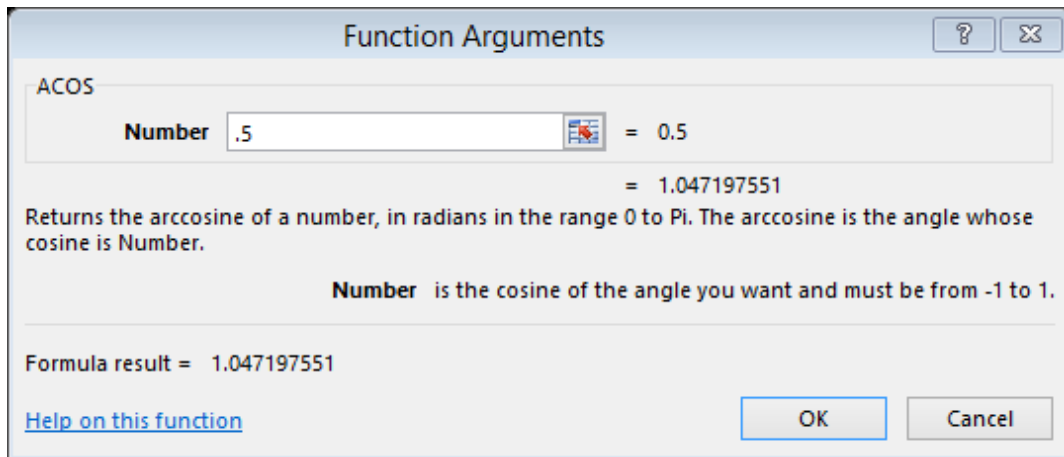 Function Arguments
?
ACOS
Number .5 = 0.5
= 1.047197551
Returns the arccosine of a number, in radians in the range 0 to Pi. The arccosine is the angle whose
cosine is Number.
Number is the cosine of the angle you want and must be from -1 to 1.
Formula result = 1.047197551
Help on this function OK Cancel